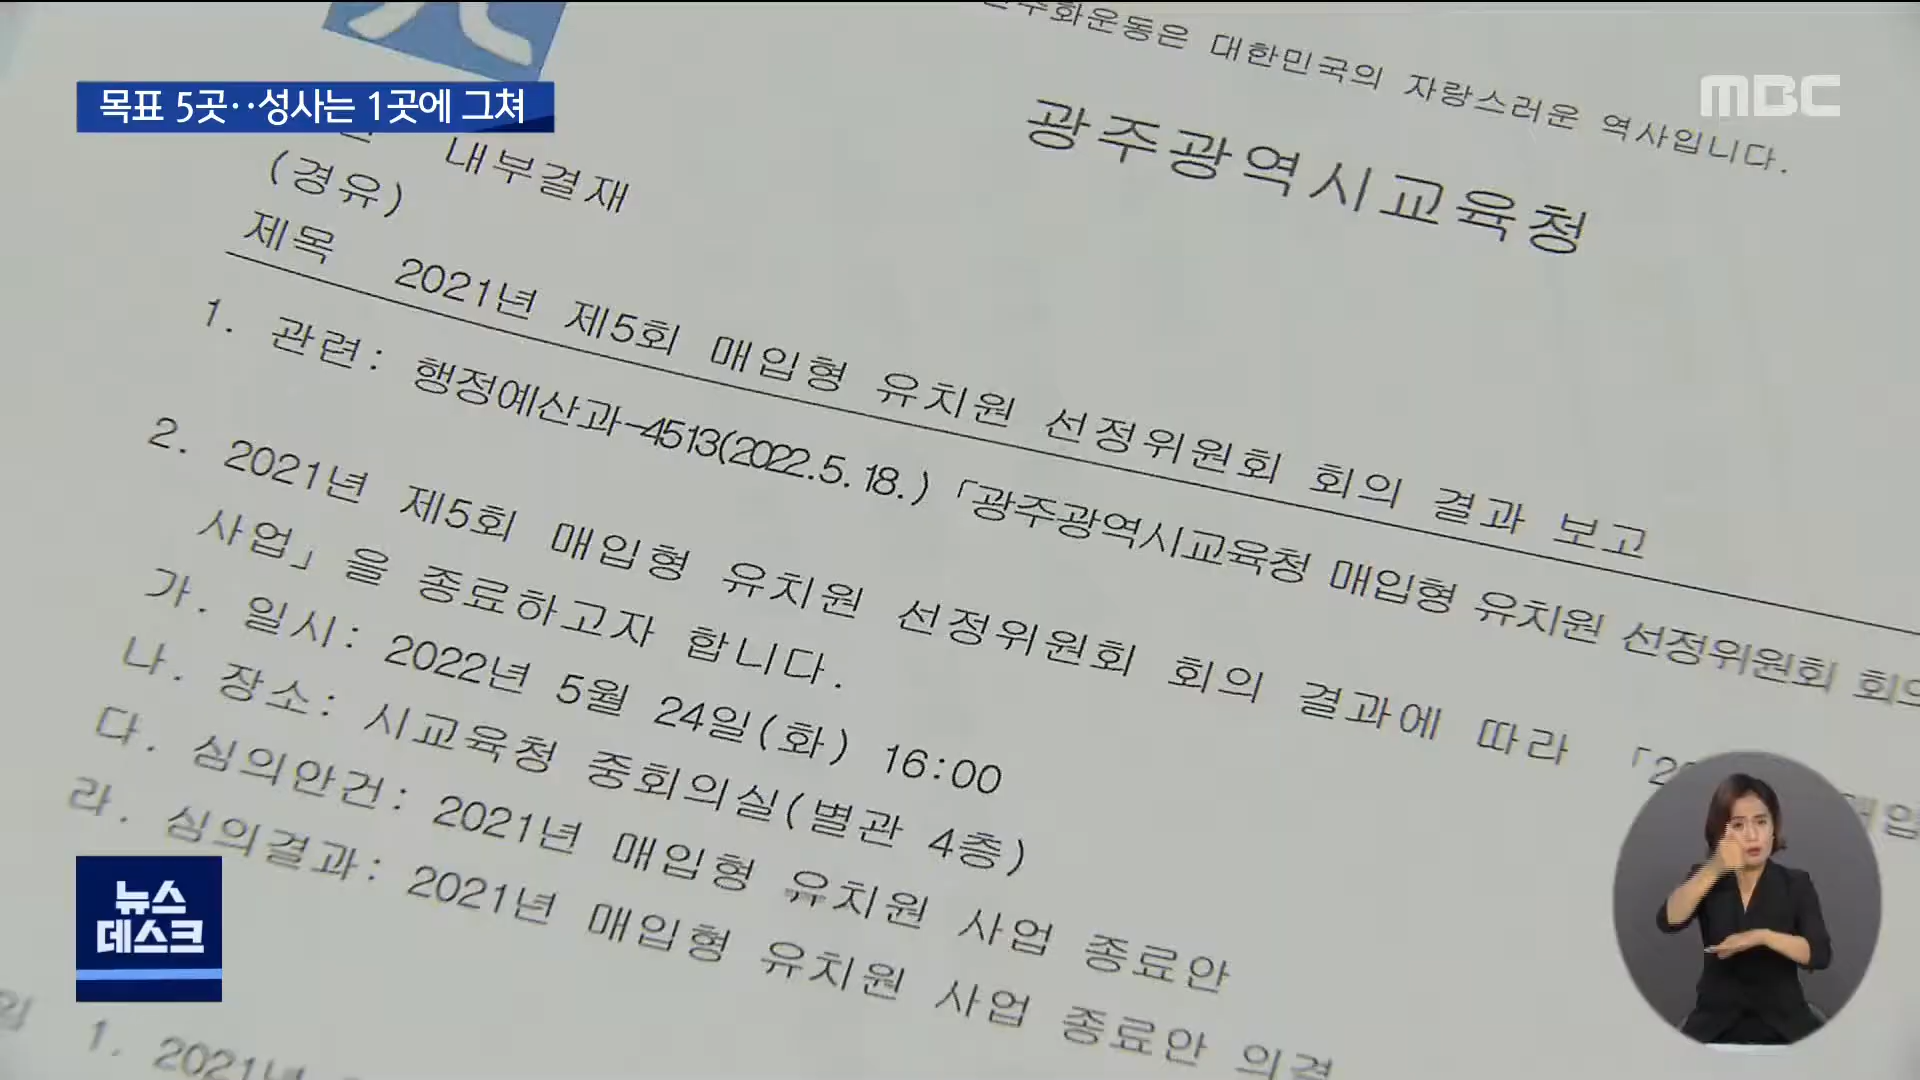 목표 5곳‥성사는 1곳에 그쳐
MBC
대한민국의 자랑스러운 역사입니다.
광주광역시교육청
내부결재
(경유)
제목 2021년 제5회 매입형 유치원 선정위원회 회의 결과 보고
1. 관련: 행정예산과-4513(2022.5.18.)「광주광역시교육청 매입형 유치원 선정위원회
2. 2021년 제5회 매입형 유치원 선정위원회 회의 결과에 따라
사업」을 종료하고자 합니다.
가. 일시: 2022년 5월 24일(화) 16:00
나. 장소: 시교육청 중회의실(별관 4층)
다. 심의안건: 2021년 매입형 유치원 사업 종료안
라. 심의결과: 2021년 매입형 유치원 사업 종료안 의결
1. 2021년
뉴스
데스크